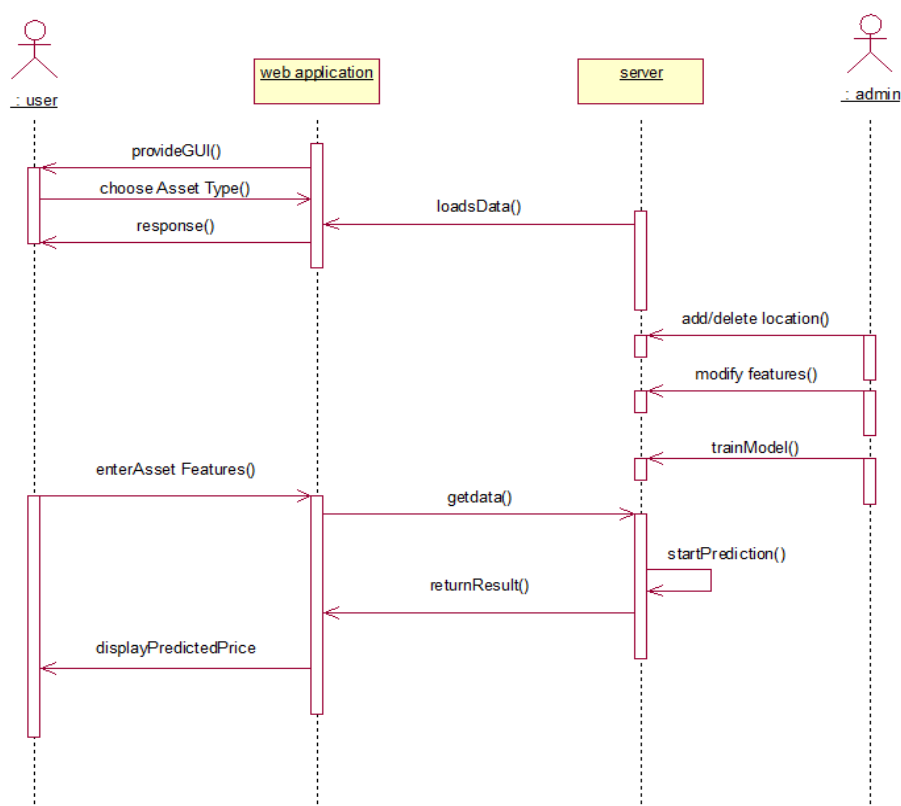 : user
web application
server
: admin
provideGUI()
choose Asset Type()
loadsData()
response()
add/delete location()
modify features()
trainModel()
enterAsset Features()
getdata()
startPrediction()
returnResult()
displayPredictedPrice